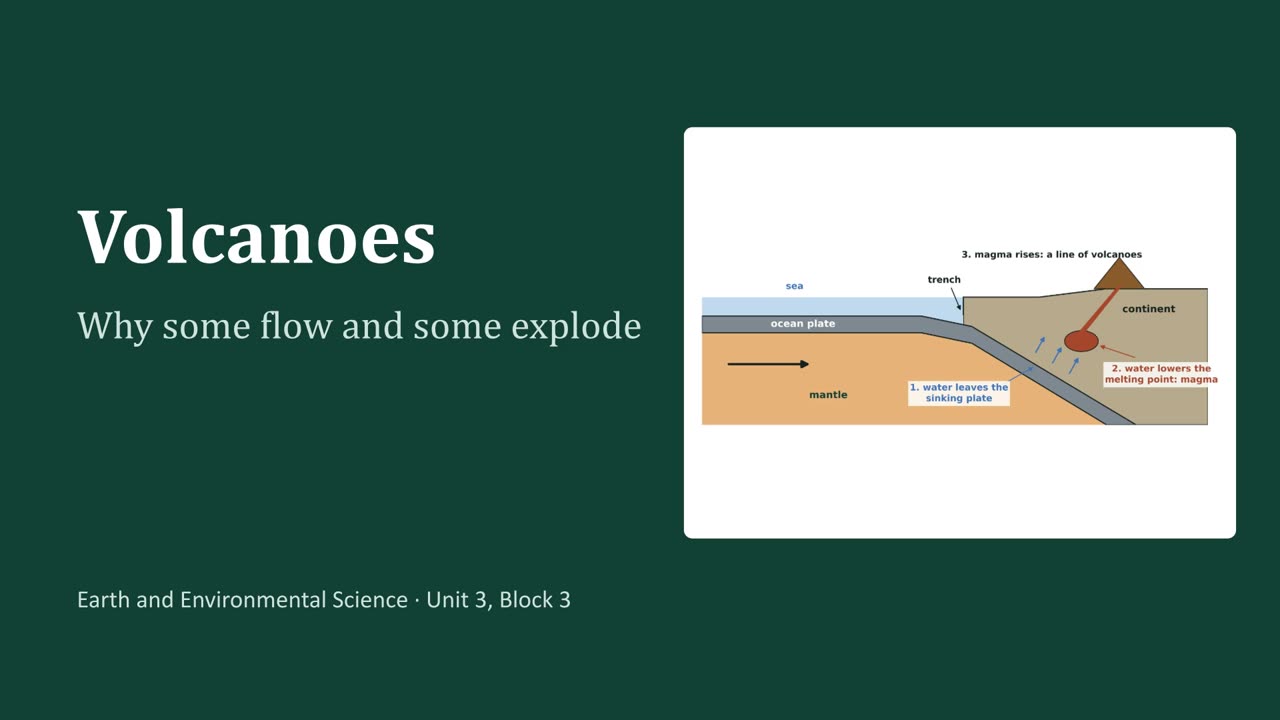 Volcanoes
Why some flow and some explode
Earth and Environmental Science · Unit 3, Block 3
3. magma rises: a line of volcanoes
trench
sea
continent
ocean plate
2. water lowers the
melting point: magma
1. water leaves the
sinking plate
mantle